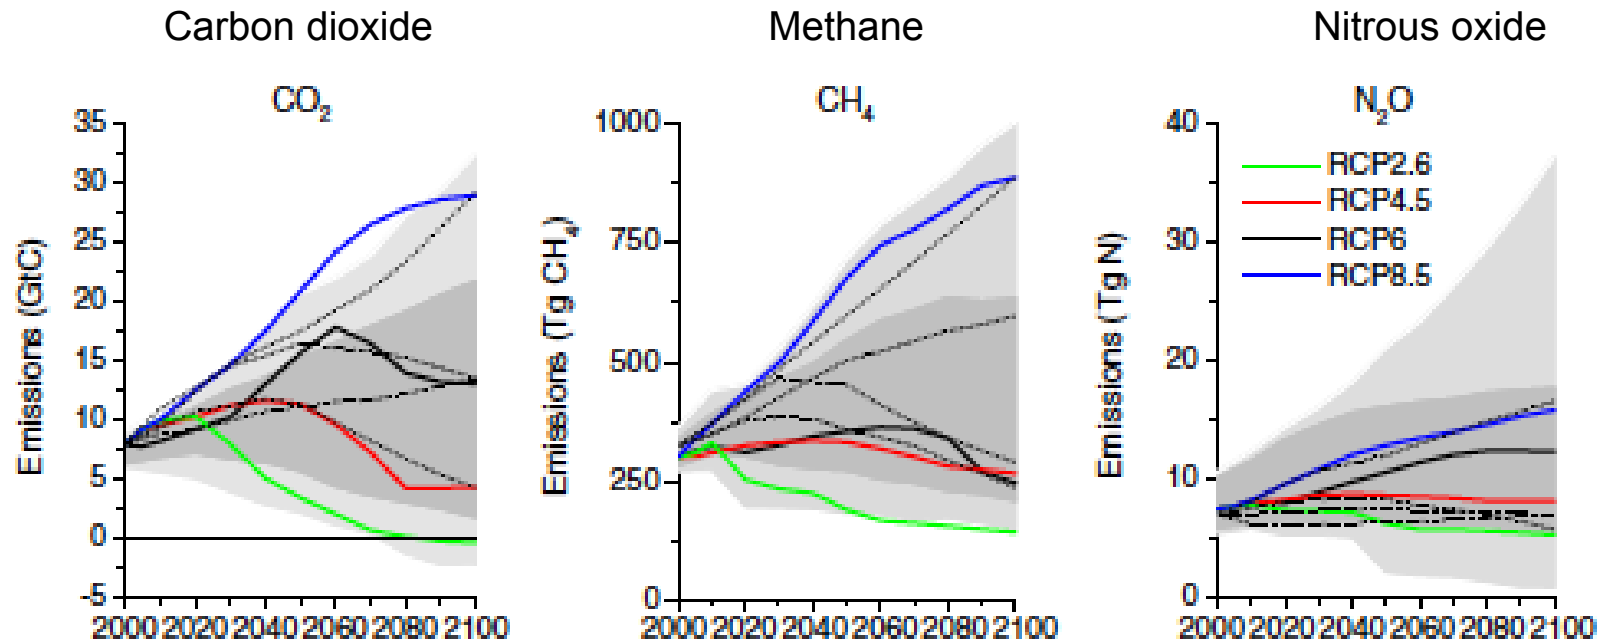 Carbon dioxide
Methane
Nitrous oxide
CO₂
35
30
25
20
15
10
5
0
-5
Emissions (GtC)
2000 2020 2040 2060 2080 2100
CH₄
1000
750
500
250
0
Emissions (Tg CH₄)
2000 2020 2040 2060 2080 2100
N₂O
40
30
20
10
0
Emissions (Tg N)
RCP2.6
RCP4.5
RCP6
RCP8.5
2000 2020 2040 2060 2080 2100